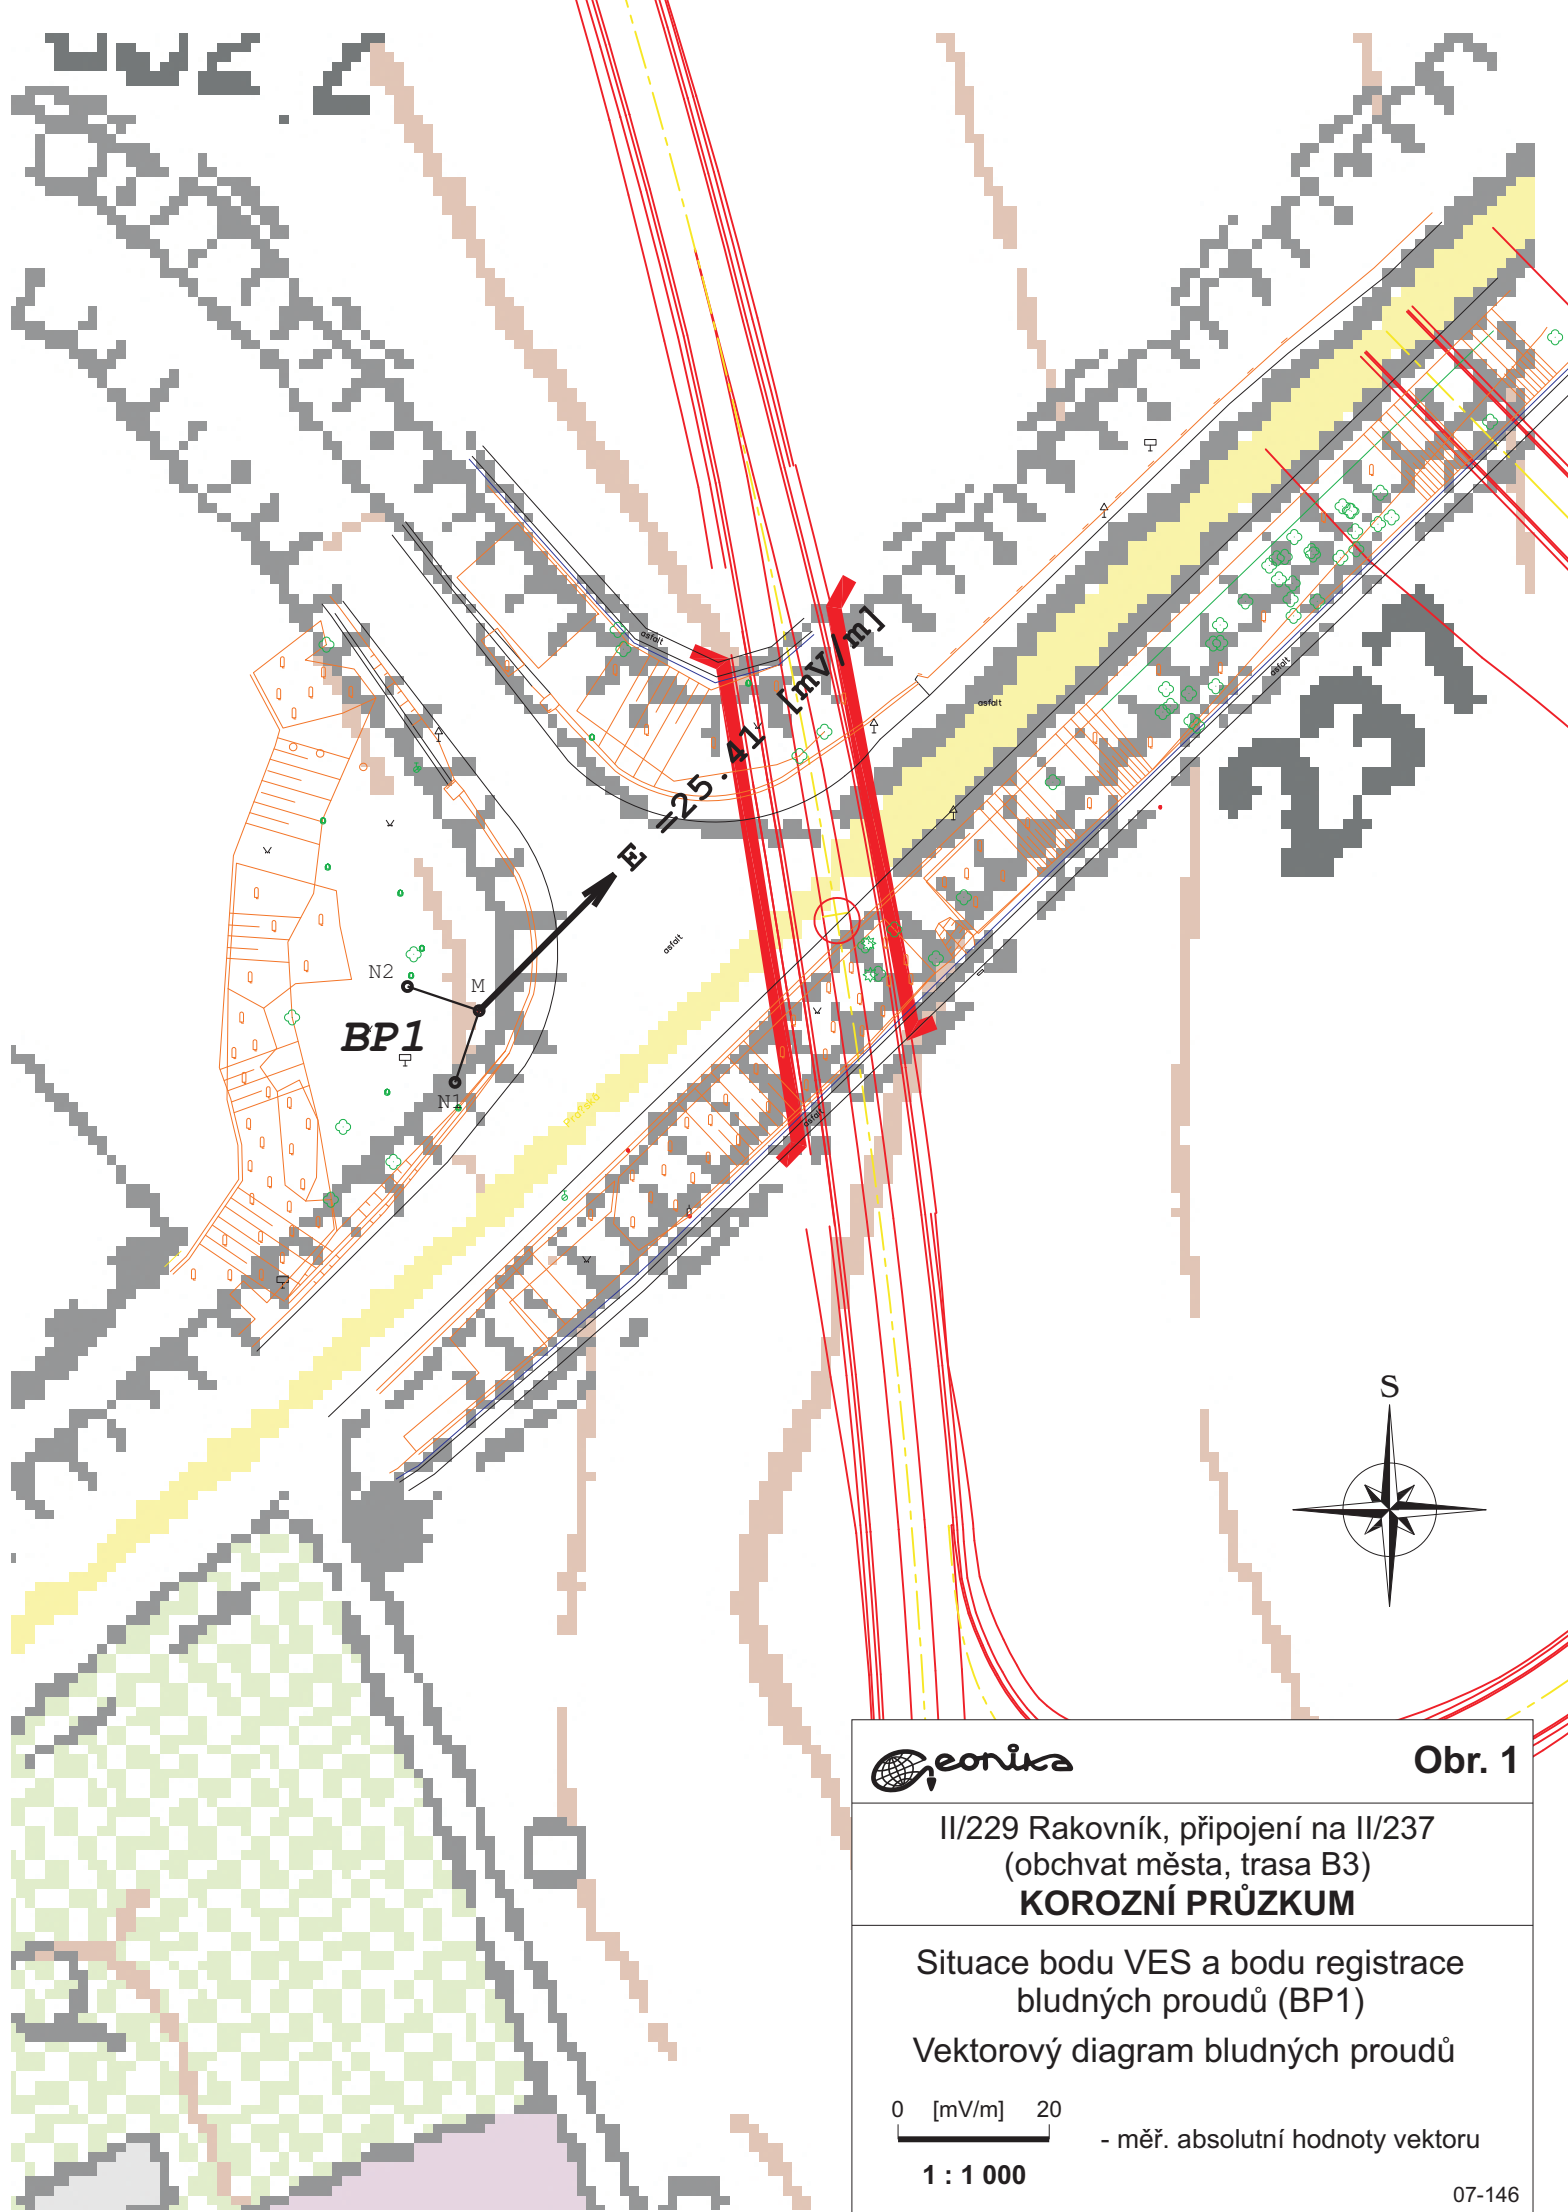 asfalt
E =25.41 [mV/m]
asfalt
asfalt
237
asfalt
N2
M
BP1
N1
Pražská
asfalt
S
Geonika
Obr. 1
II/229 Rakovník, připojení na II/237
(obchvat města, trasa B3)
KOROZNÍ PRŮZKUM
Situace bodu VES a bodu registrace
bludných proudů (BP1)
Vektorový diagram bludných proudů
0 [mV/m] 20
- měř. absolutní hodnoty vektoru
1 : 1 000
07-146